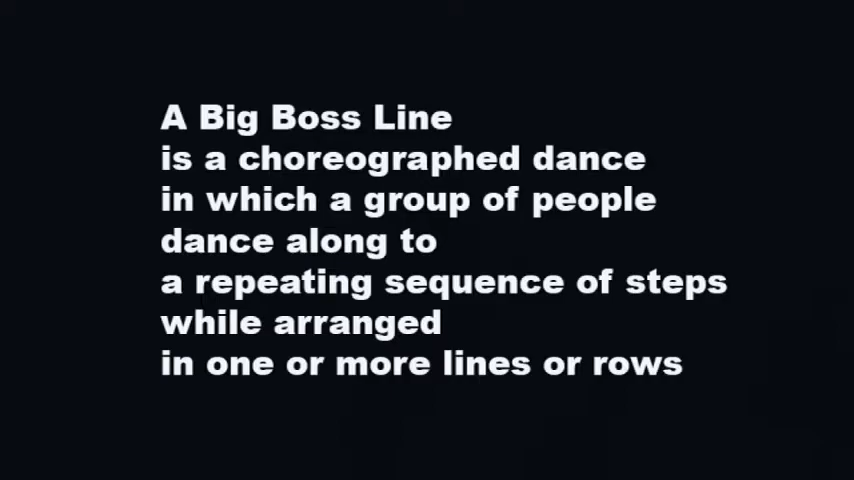 A Big Boss Line
is a choreographed dance
in which a group of people
dance along to
a repeating sequence of steps
while arranged
in one or more lines or rows